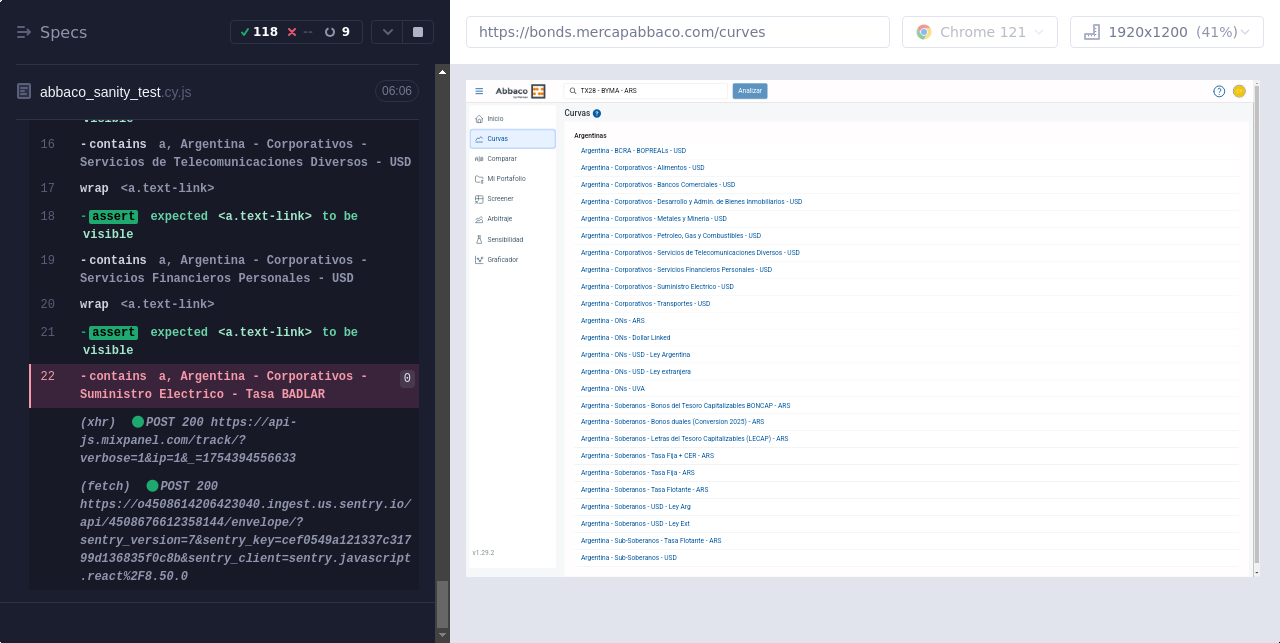 Specs
118
--
9
https://bonds.mercapabbaco.com/curves
Chrome 121
1920x1200 (41%)
abbaco_sanity_test.cy.js
06:06
visible
16 -contains a, Argentina - Corporativos -
Servicios de Telecomunicaciones Diversos - USD
17 wrap <a.text-link>
18 -assert expected <a.text-link> to be
visible
19 -contains a, Argentina - Corporativos -
Servicios Financieros Personales - USD
20 wrap <a.text-link>
21 -assert expected <a.text-link> to be
visible
22 -contains a, Argentina - Corporativos -
Suministro Electrico - Tasa BADLAR
0
(xhr) POST 200 https://api-
js.mixpanel.com/track/?
verbose=1&ip=1&_=1754394556633
(fetch) POST 200
https://o4508614206423040.ingest.us.sentry.io/
api/4508676612358144/envelope/?
sentry_version=7&sentry_key=cef0549a121337c317
99d136835f0c8b&sentry_client=sentry.javascript
.react%2F8.50.0
Abbaco
TX28 - BYMA - ARS
Analizar
Inicio
Curvas
Comparar
Mi Portafolio
Screener
Arbitraje
Sensibilidad
Graficador
v1.29.2
Curvas
Argentinas
Argentina - BCRA - BOPREALs - USD
Argentina - Corporativos - Alimentos - USD
Argentina - Corporativos - Bancos Comerciales - USD
Argentina - Corporativos - Desarrollo y Admin. de Bienes Inmobiliarios - USD
Argentina - Corporativos - Metales y Mineria - USD
Argentina - Corporativos - Petroleo, Gas y Combustibles - USD
Argentina - Corporativos - Servicios de Telecomunicaciones Diversos - USD
Argentina - Corporativos - Servicios Financieros Personales - USD
Argentina - Corporativos - Suministro Electrico - USD
Argentina - Corporativos - Transportes - USD
Argentina - ONs - ARS
Argentina - ONs - Dollar Linked
Argentina - ONs - USD - Ley Argentina
Argentina - ONs - USD - Ley extranjera
Argentina - ONs - UVA
Argentina - Soberanos - Bonos del Tesoro Capitalizables BONCAP - ARS
Argentina - Soberanos - Bonos duales (Conversion 2025) - ARS
Argentina - Soberanos - Letras del Tesoro Capitalizables (LECAP) - ARS
Argentina - Soberanos - Tasa Fija + CER - ARS
Argentina - Soberanos - Tasa Fija - ARS
Argentina - Soberanos - Tasa Flotante - ARS
Argentina - Soberanos - USD - Ley Arg
Argentina - Soberanos - USD - Ley Ext
Argentina - Sub-Soberanos - Tasa Flotante - ARS
Argentina - Sub-Soberanos - USD